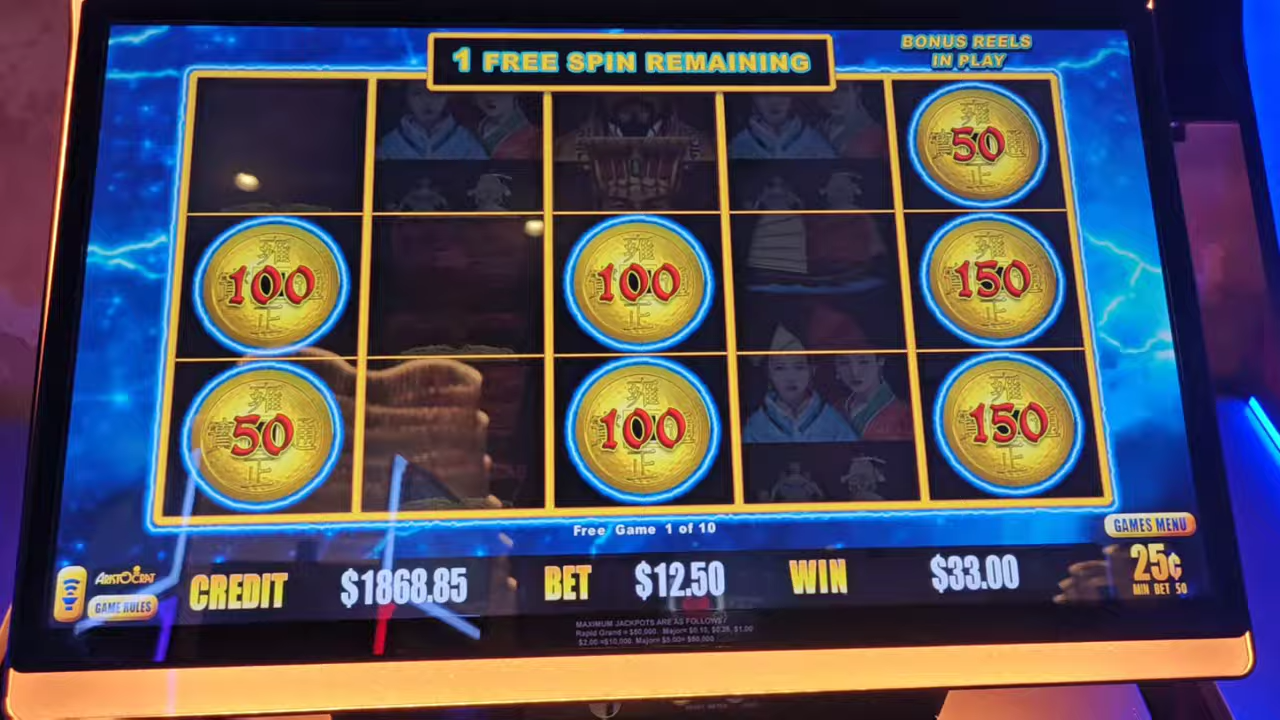 1 FREE SPIN REMAINING
BONUS REELS
IN PLAY
50
100
100
150
50
100
150
Free Game 1 of 10
GAMES MENU
ARISTOCRAT
GAME RULES
CREDIT $1868.85 BET $12.50 WIN $33.00
25¢
MIN BET 50
MAXIMUM JACKPOTS ARE AS FOLLOWS